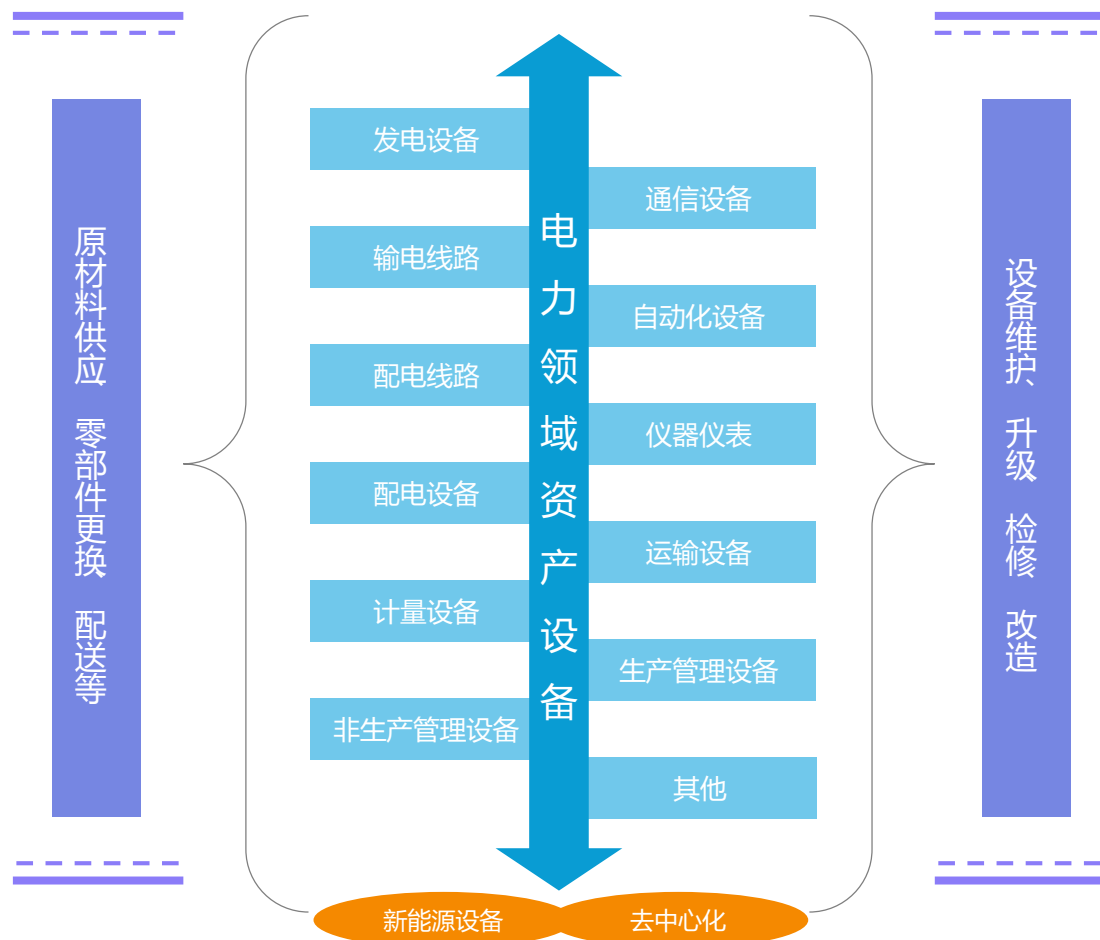 原材料供应、零部件更换、配送等
发电设备
输电线路
配电线路
配电设备
计量设备
非生产管理设备
电力领域资产设备
通信设备
自动化设备
仪器仪表
运输设备
生产管理设备
其他
设备维护、升级、检修、改造
新能源设备
去中心化